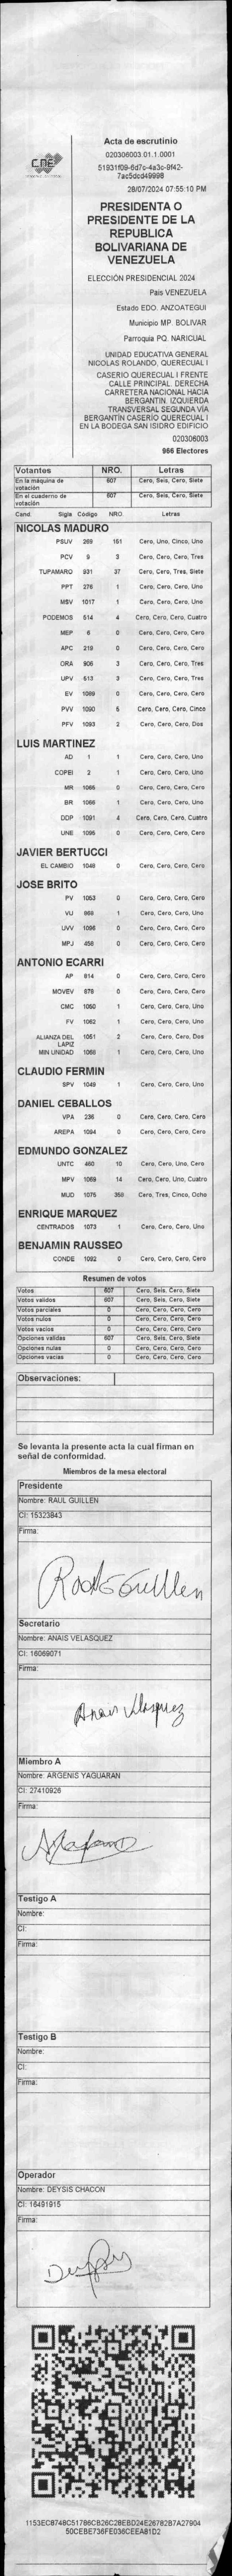 CNE
Acta de escrutinio
020306003.01.1.0001
51931f09-6d7c-4a3c-9f42-
7ac5dcd49998
28/07/2024 07:55:10 PM
PRESIDENTA O
PRESIDENTE DE LA
REPUBLICA
BOLIVARIANA DE
VENEZUELA
ELECCIÓN PRESIDENCIAL 2024
Pais VENEZUELA
Estado EDO. ANZOATEGUI
Municipio MP. BOLIVAR
Parroquia PQ. NARICUAL
UNIDAD EDUCATIVA GENERAL
NICOLAS ROLANDO, QUERECUAL I
CASERIO QUERECUAL I FRENTE
CALLE PRINCIPAL. DERECHA
CARRETERA NACIONAL HACIA
BERGANTIN. IZQUIERDA
TRANSVERSAL SEGUNDA VÍA
BERGANTÍN CASERIO QUERECUAL I
EN LA BODEGA SAN ISIDRO EDIFICIO
020306003
966 Electores
Votantes NRO. Letras
En la máquina de votación 607 Cero, Seis, Cero, Siete
En el cuaderno de votación 607 Cero, Seis, Cero, Siete
Cand. Sigla Código NRO. Letras
NICOLAS MADURO
PSUV 269 151 Cero, Uno, Cinco, Uno
PCV 9 3 Cero, Cero, Cero, Tres
TUPAMARO 931 37 Cero, Cero, Tres, Siete
PPT 276 1 Cero, Cero, Cero, Uno
MSV 1017 1 Cero, Cero, Cero, Uno
PODEMOS 514 4 Cero, Cero, Cero, Cuatro
MEP 6 0 Cero, Cero, Cero, Cero
APC 219 0 Cero, Cero, Cero, Cero
ORA 906 3 Cero, Cero, Cero, Tres
UPV 513 3 Cero, Cero, Cero, Tres
EV 1089 0 Cero, Cero, Cero, Cero
PVV 1090 5 Cero, Cero, Cero, Cinco
PFV 1093 2 Cero, Cero, Cero, Dos
LUIS MARTINEZ
AD 1 1 Cero, Cero, Cero, Uno
COPEI 2 1 Cero, Cero, Cero, Uno
MR 1065 0 Cero, Cero, Cero, Cero
BR 1066 1 Cero, Cero, Cero, Uno
DDP 1091 4 Cero, Cero, Cero, Cuatro
UNE 1095 0 Cero, Cero, Cero, Cero
JAVIER BERTUCCI
EL CAMBIO 1048 0 Cero, Cero, Cero, Cero
JOSE BRITO
PV 1053 0 Cero, Cero, Cero, Cero
VU 868 1 Cero, Cero, Cero, Uno
UVV 1096 0 Cero, Cero, Cero, Cero
MPJ 458 0 Cero, Cero, Cero, Cero
ANTONIO ECARRI
AP 814 0 Cero, Cero, Cero, Cero
MOVEV 879 0 Cero, Cero, Cero, Cero
CMC 1050 1 Cero, Cero, Cero, Uno
FV 1062 1 Cero, Cero, Cero, Uno
ALIANZA DEL LAPIZ 1051 2 Cero, Cero, Cero, Dos
MIN UNIDAD 1066 1 Cero, Cero, Cero, Uno
CLAUDIO FERMIN
SPV 1049 1 Cero, Cero, Cero, Uno
DANIEL CEBALLOS
VPA 236 0 Cero, Cero, Cero, Cero
AREPA 1094 0 Cero, Cero, Cero, Cero
EDMUNDO GONZALEZ
UNTC 460 10 Cero, Cero, Uno, Cero
MPV 1069 14 Cero, Cero, Uno, Cuatro
MUD 1075 358 Cero, Tres, Cinco, Ocho
ENRIQUE MARQUEZ
CENTRADOS 1073 1 Cero, Cero, Cero, Uno
BENJAMIN RAUSSEO
CONDE 1092 0 Cero, Cero, Cero, Cero
Resumen de votos
Votos 607 Cero, Seis, Cero, Siete
Votos validos 607 Cero, Seis, Cero, Siete
Votos parciales 0 Cero, Cero, Cero, Cero
Votos nulos 0 Cero, Cero, Cero, Cero
Votos vacios 0 Cero, Cero, Cero, Cero
Opciones validas 607 Cero, Seis, Cero, Siete
Opciones nulas 0 Cero, Cero, Cero, Cero
Opciones vacias 0 Cero, Cero, Cero, Cero
Observaciones:
Se levanta la presente acta la cual firman en
señal de conformidad.
Miembros de la mesa electoral
Presidente
Nombre: RAUL GUILLEN
CI: 15323843
Firma:
Secretario
Nombre: ANAIS VELASQUEZ
CI: 16069071
Firma:
Anais Velasquez
Miembro A
Nombre: ARGENIS YAGUARAN
CI: 27410926
Firma:
Testigo A
Nombre:
CI:
Firma:
Testigo B
Nombre:
CI:
Firma:
Operador
Nombre: DEYSIS CHACON
CI: 16491915
Firma:
1153EC8748C51786CB26C28EBD24E26782B7A27904
50CEBE736FE036CEEA81D2